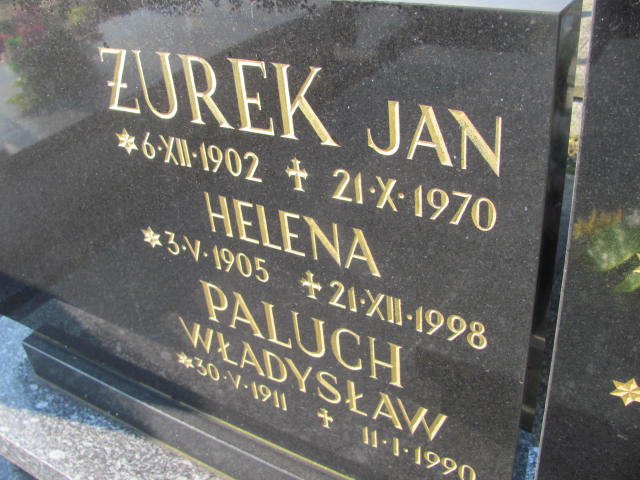 ŻUREK JAN
6·XII·1902 21·X·1970
HELENA
3·V·1905 21·XII·1998
PALUCH
WŁADYSŁAW
30·V·1911 11·I·1990